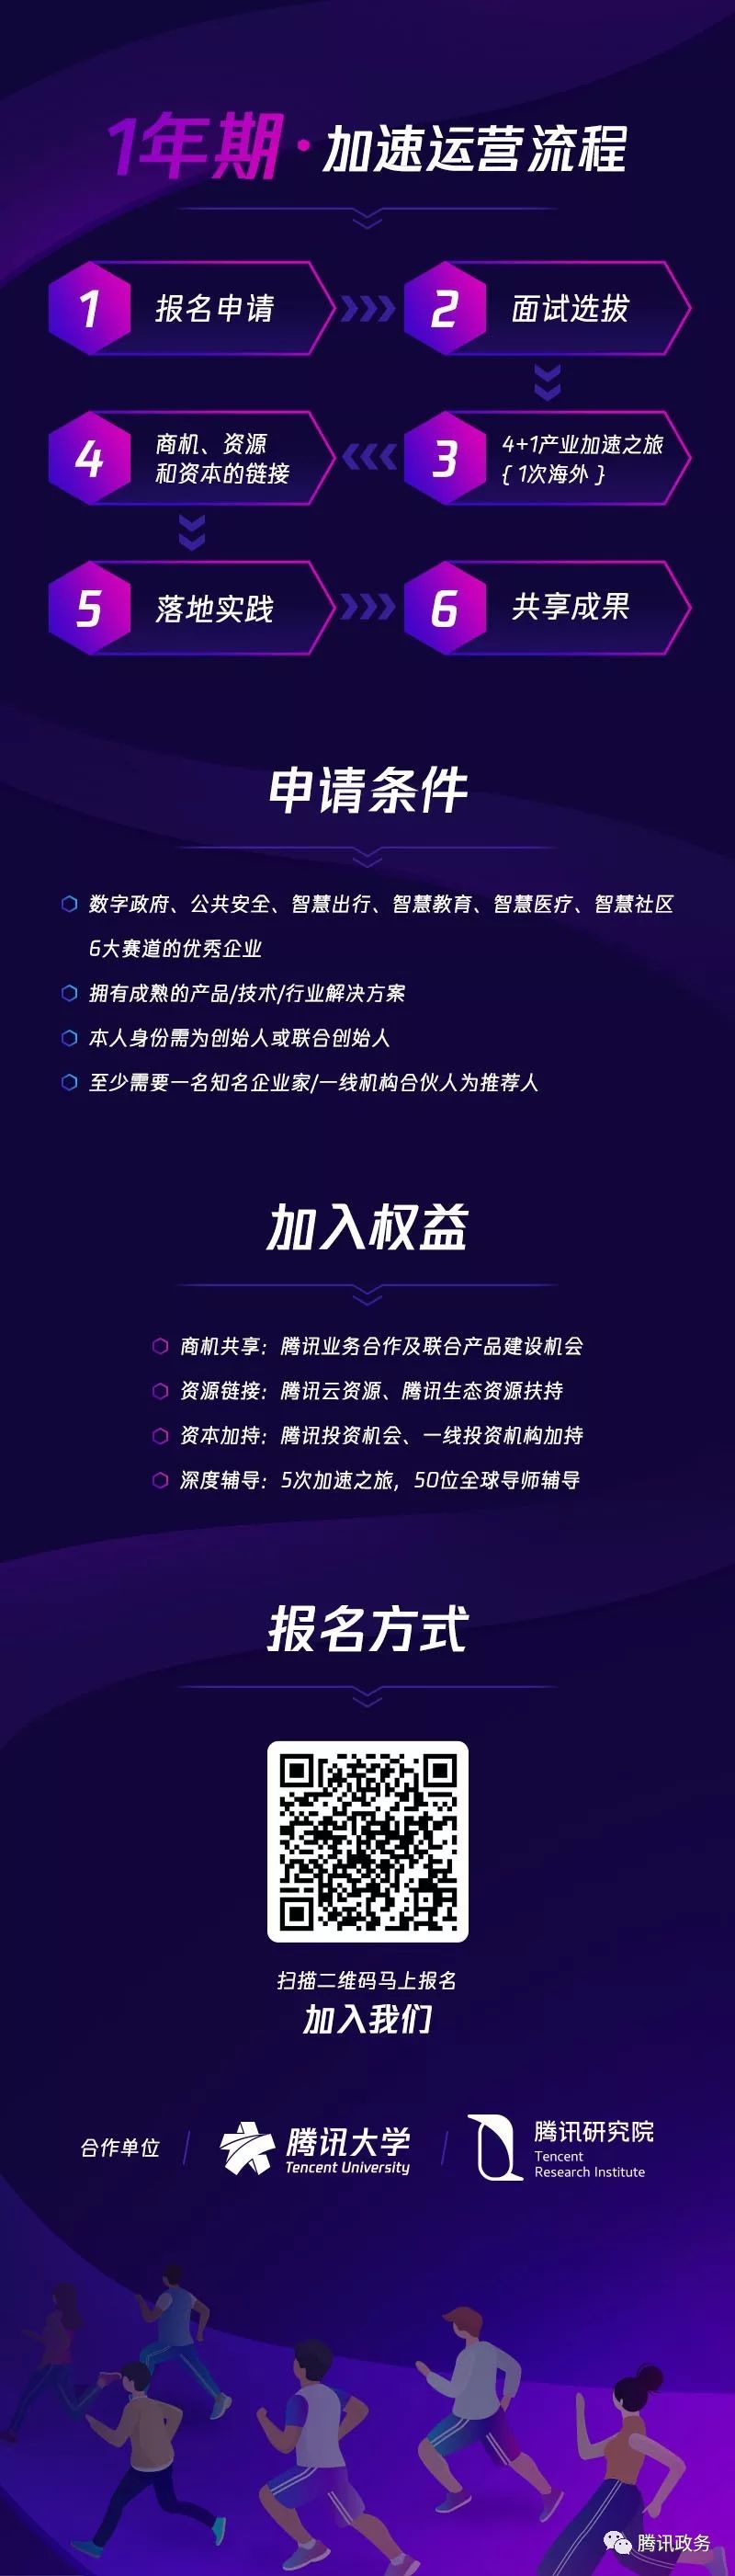 1年期·加速运营流程
1 报名申请
2 面试选拔
3 4+1产业加速之旅
{ 1次海外 }
4 商机、资源
和资本的链接
5 落地实践
6 共享成果
申请条件
数字政府、公共安全、智慧出行、智慧教育、智慧医疗、智慧社区
6大赛道的优秀企业
拥有成熟的产品/技术/行业解决方案
本人身份需为创始人或联合创始人
至少需要一名知名企业家/一线机构合伙人为推荐人
加入权益
商机共享：腾讯业务合作及联合产品建设机会
资源链接：腾讯云资源、腾讯生态资源扶持
资本加持：腾讯投资机会、一线投资机构加持
深度辅导：5次加速之旅，50位全球导师辅导
报名方式
扫描二维码马上报名
加入我们
合作单位
腾讯大学
Tencent University
腾讯研究院
Tencent
Research Institute
腾讯政务